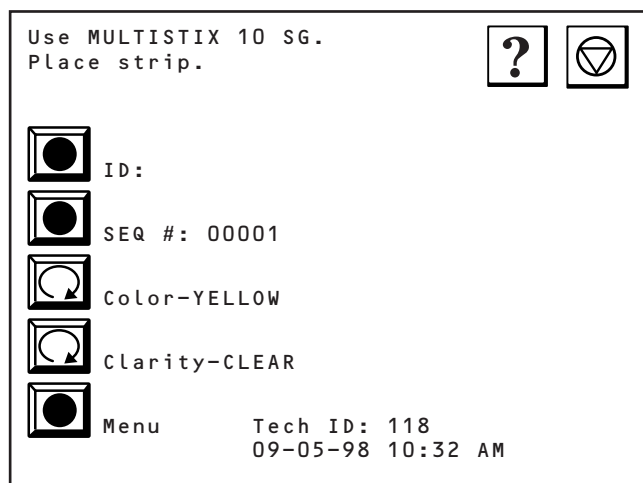 Use MULTISTIX 10 SG.
Place strip.
?
ID:
SEQ #: 00001
Color-YELLOW
Clarity-CLEAR
Menu Tech ID: 118
09-05-98 10:32 AM